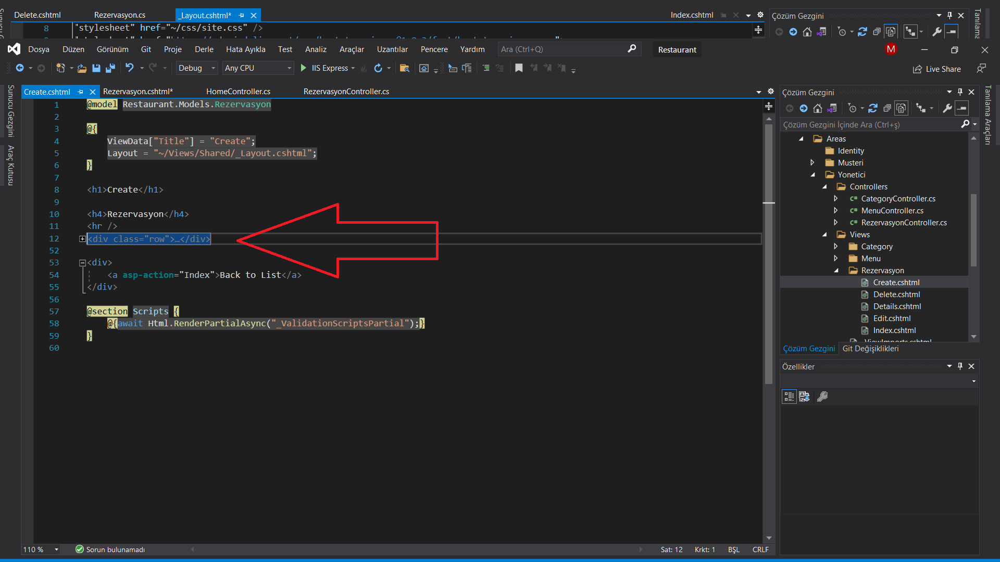 Delete.cshtml
Rezervasyon.cs
_Layout.cshtml*
Index.cshtml
Çözüm Gezgini
8 "stylesheet" href="~/css/site.css" />
Dosya Düzen Görünüm Git Proje Derle Hata Ayıkla Test Analiz Araçlar Uzantılar Pencere Yardım
Ara (Ctrl+Q)
Restaurant
M
Debug
Any CPU
IIS Express
Live Share
Sunucu Gezgini
Araç Kutusu
Create.cshtml
Rezervasyon.cshtml*
HomeController.cs
RezervasyonController.cs
1 @model Restaurant.Models.Rezervasyon
2
3 @{
4 ViewData["Title"] = "Create";
5 Layout = "~/Views/Shared/_Layout.cshtml";
6 }
7
8 <h1>Create</h1>
9
10 <h4>Rezervasyon</h4>
11 <hr />
12 <div class="row">…</div>
52
53 <div>
54 <a asp-action="Index">Back to List</a>
55 </div>
56
57 @section Scripts {
58 @{await Html.RenderPartialAsync("_ValidationScriptsPartial");}
59 }
60
110 %
Sorun bulunamadı
Sat: 12
Krkt: 1
BŞL
CRLF
Çözüm Gezgini
Çözüm Gezgini İçinde Ara (Ctrl+ş)
Areas
Identity
Musteri
Yonetici
Controllers
C# CategoryController.cs
C# MenuController.cs
C# RezervasyonController.cs
Views
Category
Menu
Rezervasyon
Create.cshtml
Delete.cshtml
Details.cshtml
Edit.cshtml
Index.cshtml
Çözüm Gezgini
Git Değişiklikleri
Özellikler
Tanılama Araçları